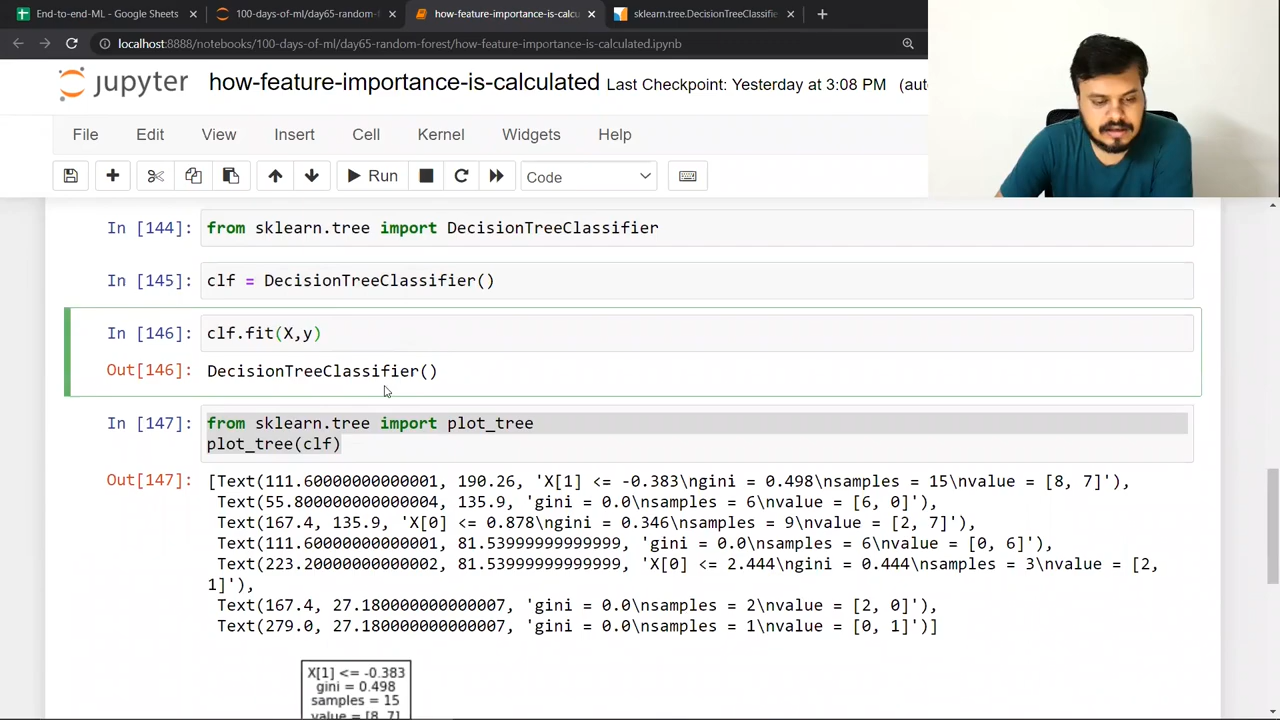 End-to-end-ML - Google Sheets
100-days-of-ml/day65-random-f
how-feature-importance-is-calcu
sklearn.tree.DecisionTreeClassifie
localhost:8888/notebooks/100-days-of-ml/day65-random-forest/how-feature-importance-is-calculated.ipynb
jupyter how-feature-importance-is-calculated Last Checkpoint: Yesterday at 3:08 PM (aut
File Edit View Insert Cell Kernel Widgets Help
Run Code
In [144]: from sklearn.tree import DecisionTreeClassifier
In [145]: clf = DecisionTreeClassifier()
In [146]: clf.fit(X,y)
Out[146]: DecisionTreeClassifier()
In [147]: from sklearn.tree import plot_tree
plot_tree(clf)
Out[147]: [Text(111.60000000000001, 190.26, 'X[1] <= -0.383\ngini = 0.498\nsamples = 15\nvalue = [8, 7]'),
Text(55.800000000000004, 135.9, 'gini = 0.0\nsamples = 6\nvalue = [6, 0]'),
Text(167.4, 135.9, 'X[0] <= 0.878\ngini = 0.346\nsamples = 9\nvalue = [2, 7]'),
Text(111.60000000000001, 81.53999999999999, 'gini = 0.0\nsamples = 6\nvalue = [0, 6]'),
Text(223.20000000000002, 81.53999999999999, 'X[0] <= 2.444\ngini = 0.444\nsamples = 3\nvalue = [2,
1]'),
Text(167.4, 27.180000000000007, 'gini = 0.0\nsamples = 2\nvalue = [2, 0]'),
Text(279.0, 27.180000000000007, 'gini = 0.0\nsamples = 1\nvalue = [0, 1]')]
X[1] <= -0.383
gini = 0.498
samples = 15
value = [8, 7]